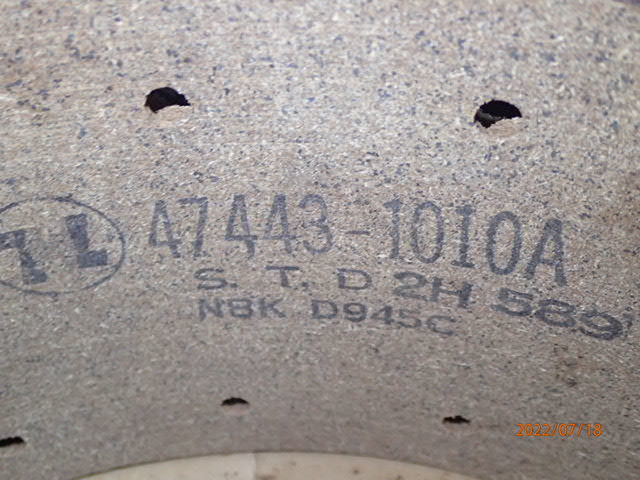 47443-1010A
S. T. D 2H 589
NBK D945C
2022/07/18